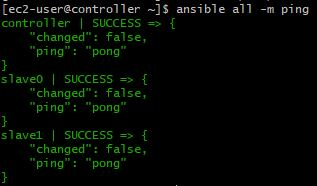 [ec2-user@controller ~]$ ansible all -m ping
controller | SUCCESS => {
    "changed": false,
    "ping": "pong"
}
slave0 | SUCCESS => {
    "changed": false,
    "ping": "pong"
}
slave1 | SUCCESS => {
    "changed": false,
    "ping": "pong"
}